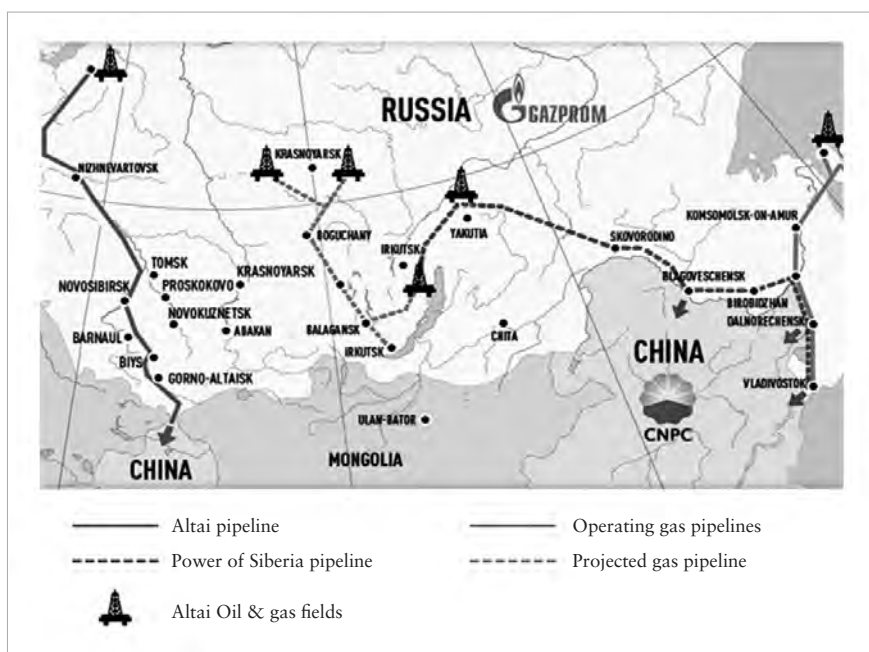 RUSSIA
GAZPROM
KRASNOYARSK
NIZHNEVARTOVSK
KOMSOMOLSK-ON-AMUR
YAKUTIA
BOGUCHANY
SKOVORODINO
IRKUTSK
TOMSK
KRASNOYARSK
PROSKOKOVO
BLAGOVESCHENSK
NOVOSIBIRSK
BIROBIDZHAN
NOVOKUZNETSK
DALNORECHENSK
ABAKAN
BALAGANSK
CHITA
BARNAUL
IRKUTSK
CHINA
BIYS
GORNO-ALTAISK
VLADIVOSTOK
ULAN-BATOR
CNPC
MONGOLIA
CHINA
Altai pipeline
Operating gas pipelines
Power of Siberia pipeline
Projected gas pipeline
Altai Oil & gas fields